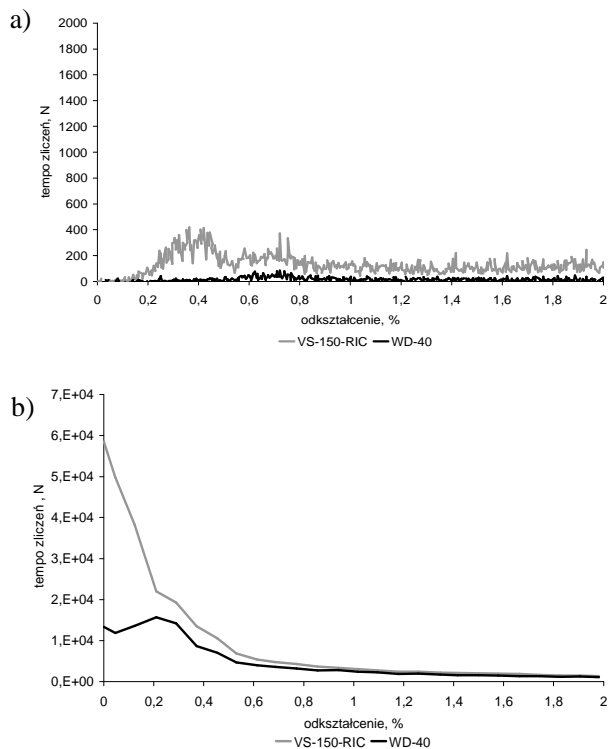 a)
2000
1800
1600
1400
1200
1000
800
600
400
200
0
tempo zliczeń, N
0 0,2 0,4 0,6 0,8 1 1,2 1,4 1,6 1,8 2
odkształcenie, %
VS-150-RIC WD-40
b)
7,E+04
6,E+04
5,E+04
4,E+04
3,E+04
2,E+04
1,E+04
0,E+00
tempo zliczeń , N
0 0,2 0,4 0,6 0,8 1 1,2 1,4 1,6 1,8 2
odkształcenie, %
VS-150-RIC WD-40